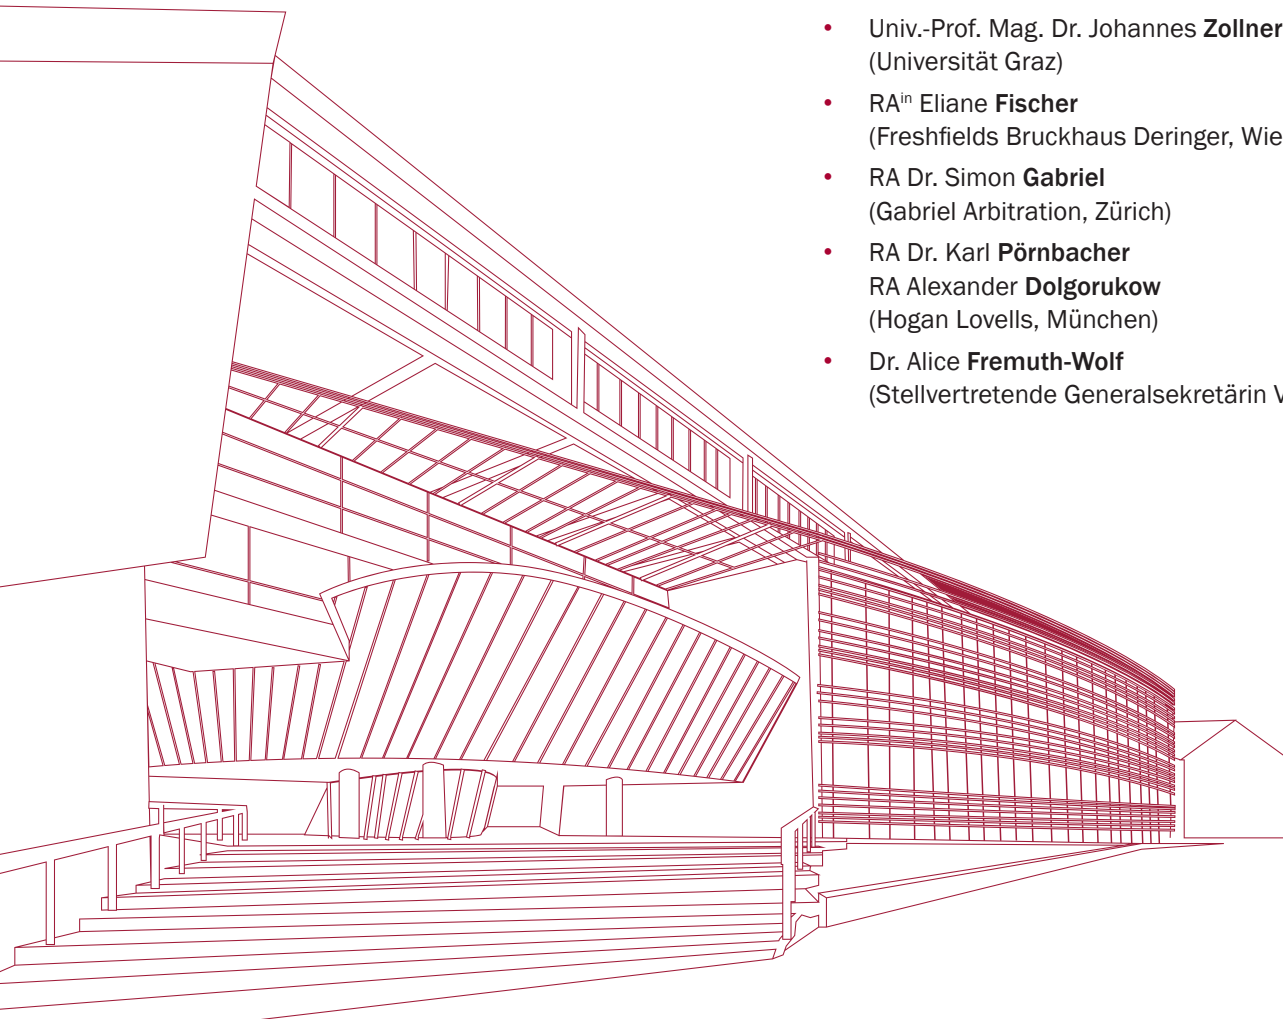 • Univ.-Prof. Mag. Dr. Johannes Zollner
(Universität Graz)
• RAin Eliane Fischer
(Freshfields Bruckhaus Deringer, Wie
• RA Dr. Simon Gabriel
(Gabriel Arbitration, Zürich)
• RA Dr. Karl Pörnbacher
RA Alexander Dolgorukow
(Hogan Lovells, München)
• Dr. Alice Fremuth-Wolf
(Stellvertretende Generalsekretärin V